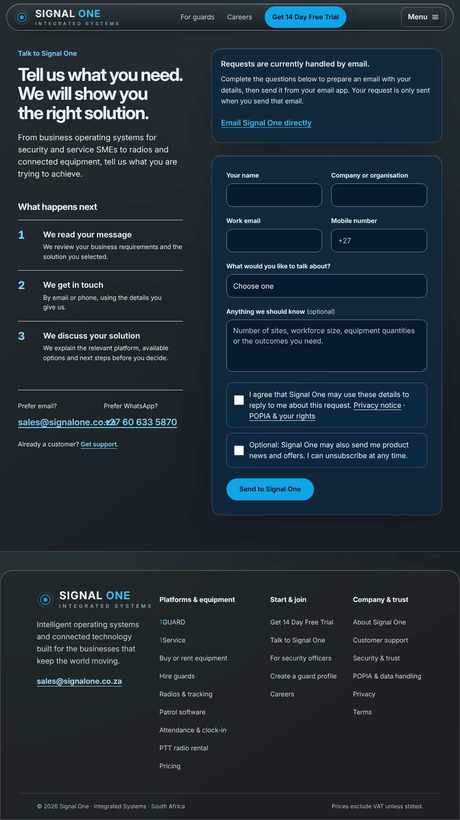 SIGNAL ONE
INTEGRATED SYSTEMS
For guards
Careers
Get 14 Day Free Trial
Menu
Talk to Signal One
Tell us what you need.
We will show you
the right solution.
From business operating systems for
security and service SMEs to radios and
connected equipment, tell us what you are
trying to achieve.
What happens next
1
We read your message
We review your business requirements and the
solution you selected.
2
We get in touch
By email or phone, using the details you
give us.
3
We discuss your solution
We explain the relevant platform, available
options and next steps before you decide.
Prefer email?
Prefer WhatsApp?
sales@signalone.co.za
+27 60 633 5870
Already a customer? Get support.
Requests are currently handled by email.
Complete the questions below to prepare an email with your
details, then send it from your email app. Your request is only sent
when you send that email.
Email Signal One directly
Your name
Company or organisation
Work email
Mobile number
+27
What would you like to talk about?
Choose one
Anything we should know (optional)
Number of sites, workforce size, equipment quantities
or the outcomes you need.
I agree that Signal One may use these details to
reply to me about this request. Privacy notice ·
POPIA & your rights
Optional: Signal One may also send me product
news and offers. I can unsubscribe at any time.
Send to Signal One
SIGNAL ONE
INTEGRATED SYSTEMS
Intelligent operating systems
and connected technology
built for the businesses that
keep the world moving.
sales@signalone.co.za
Platforms & equipment
1GUARD
1Service
Buy or rent equipment
Hire guards
Radios & tracking
Patrol software
Attendance & clock-in
PTT radio rental
Pricing
Start & join
Get 14 Day Free Trial
Talk to Signal One
For security officers
Create a guard profile
Careers
Company & trust
About Signal One
Customer support
Security & trust
POPIA & data handling
Privacy
Terms
© 2026 Signal One · Integrated Systems · South Africa
Prices exclude VAT unless stated.